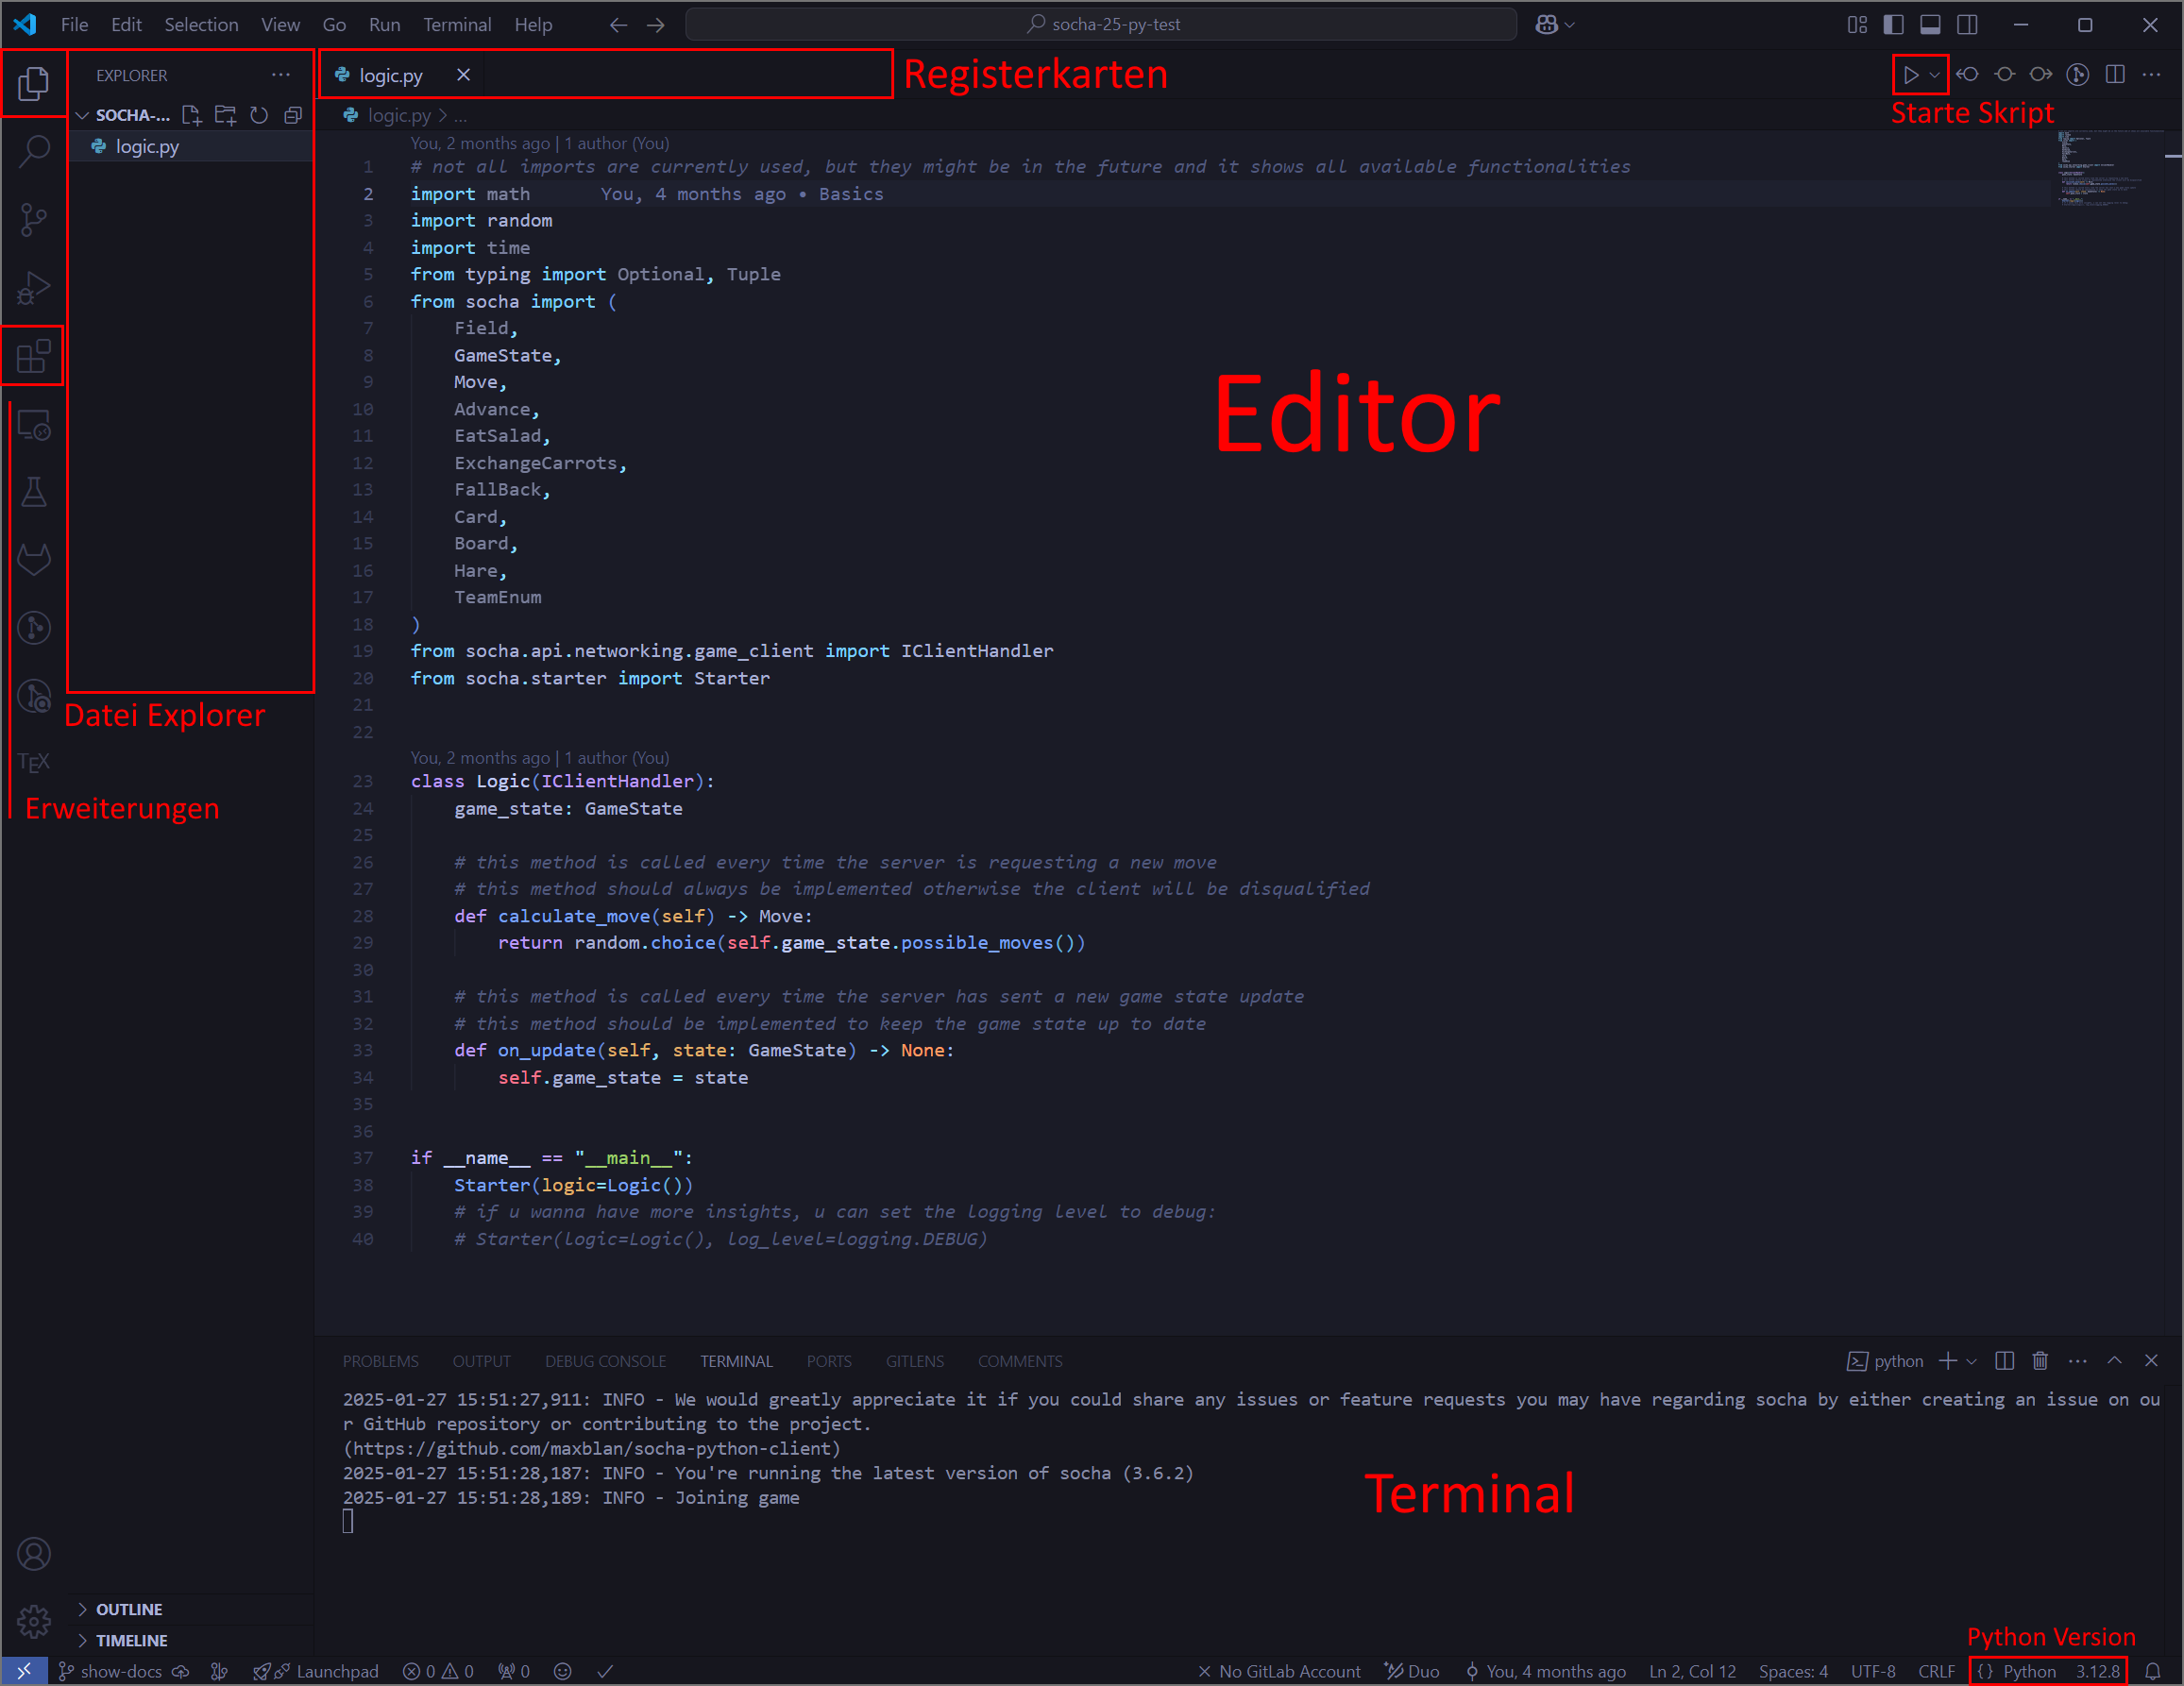 File Edit Selection View Go Run Terminal Help socha-25-py-test
EXPLORER
SOCHA-...
logic.py
logic.py
Registerkarten
Starte Skript
logic.py > ...
You, 2 months ago | 1 author (You)
1 # not all imports are currently used, but they might be in the future and it shows all available functionalities
2 import math You, 4 months ago • Basics
3 import random
4 import time
5 from typing import Optional, Tuple
6 from socha import (
7 Field,
8 GameState,
9 Move,
10 Advance,
11 EatSalad,
12 ExchangeCarrots,
13 FallBack,
14 Card,
15 Board,
16 Hare,
17 TeamEnum
18 )
19 from socha.api.networking.game_client import IClientHandler
20 from socha.starter import Starter
21
22
You, 2 months ago | 1 author (You)
23 class Logic(IClientHandler):
24 game_state: GameState
25
26 # this method is called every time the server is requesting a new move
27 # this method should always be implemented otherwise the client will be disqualified
28 def calculate_move(self) -> Move:
29 return random.choice(self.game_state.possible_moves())
30
31 # this method is called every time the server has sent a new game state update
32 # this method should be implemented to keep the game state up to date
33 def on_update(self, state: GameState) -> None:
34 self.game_state = state
35
36
37 if __name__ == "__main__":
38 Starter(logic=Logic())
39 # if u wanna have more insights, u can set the logging level to debug:
40 # Starter(logic=Logic(), log_level=logging.DEBUG)
Editor
Datei Explorer
TEX
Erweiterungen
PROBLEMS OUTPUT DEBUG CONSOLE TERMINAL PORTS GITLENS COMMENTS python
2025-01-27 15:51:27,911: INFO - We would greatly appreciate it if you could share any issues or feature requests you may have regarding socha by either creating an issue on ou
r GitHub repository or contributing to the project.
(https://github.com/maxblan/socha-python-client)
2025-01-27 15:51:28,187: INFO - You're running the latest version of socha (3.6.2)
2025-01-27 15:51:28,189: INFO - Joining game
Terminal
OUTLINE
TIMELINE
Python Version
show-docs Launchpad 0 0 0 No GitLab Account Duo You, 4 months ago Ln 2, Col 12 Spaces: 4 UTF-8 CRLF {} Python 3.12.8